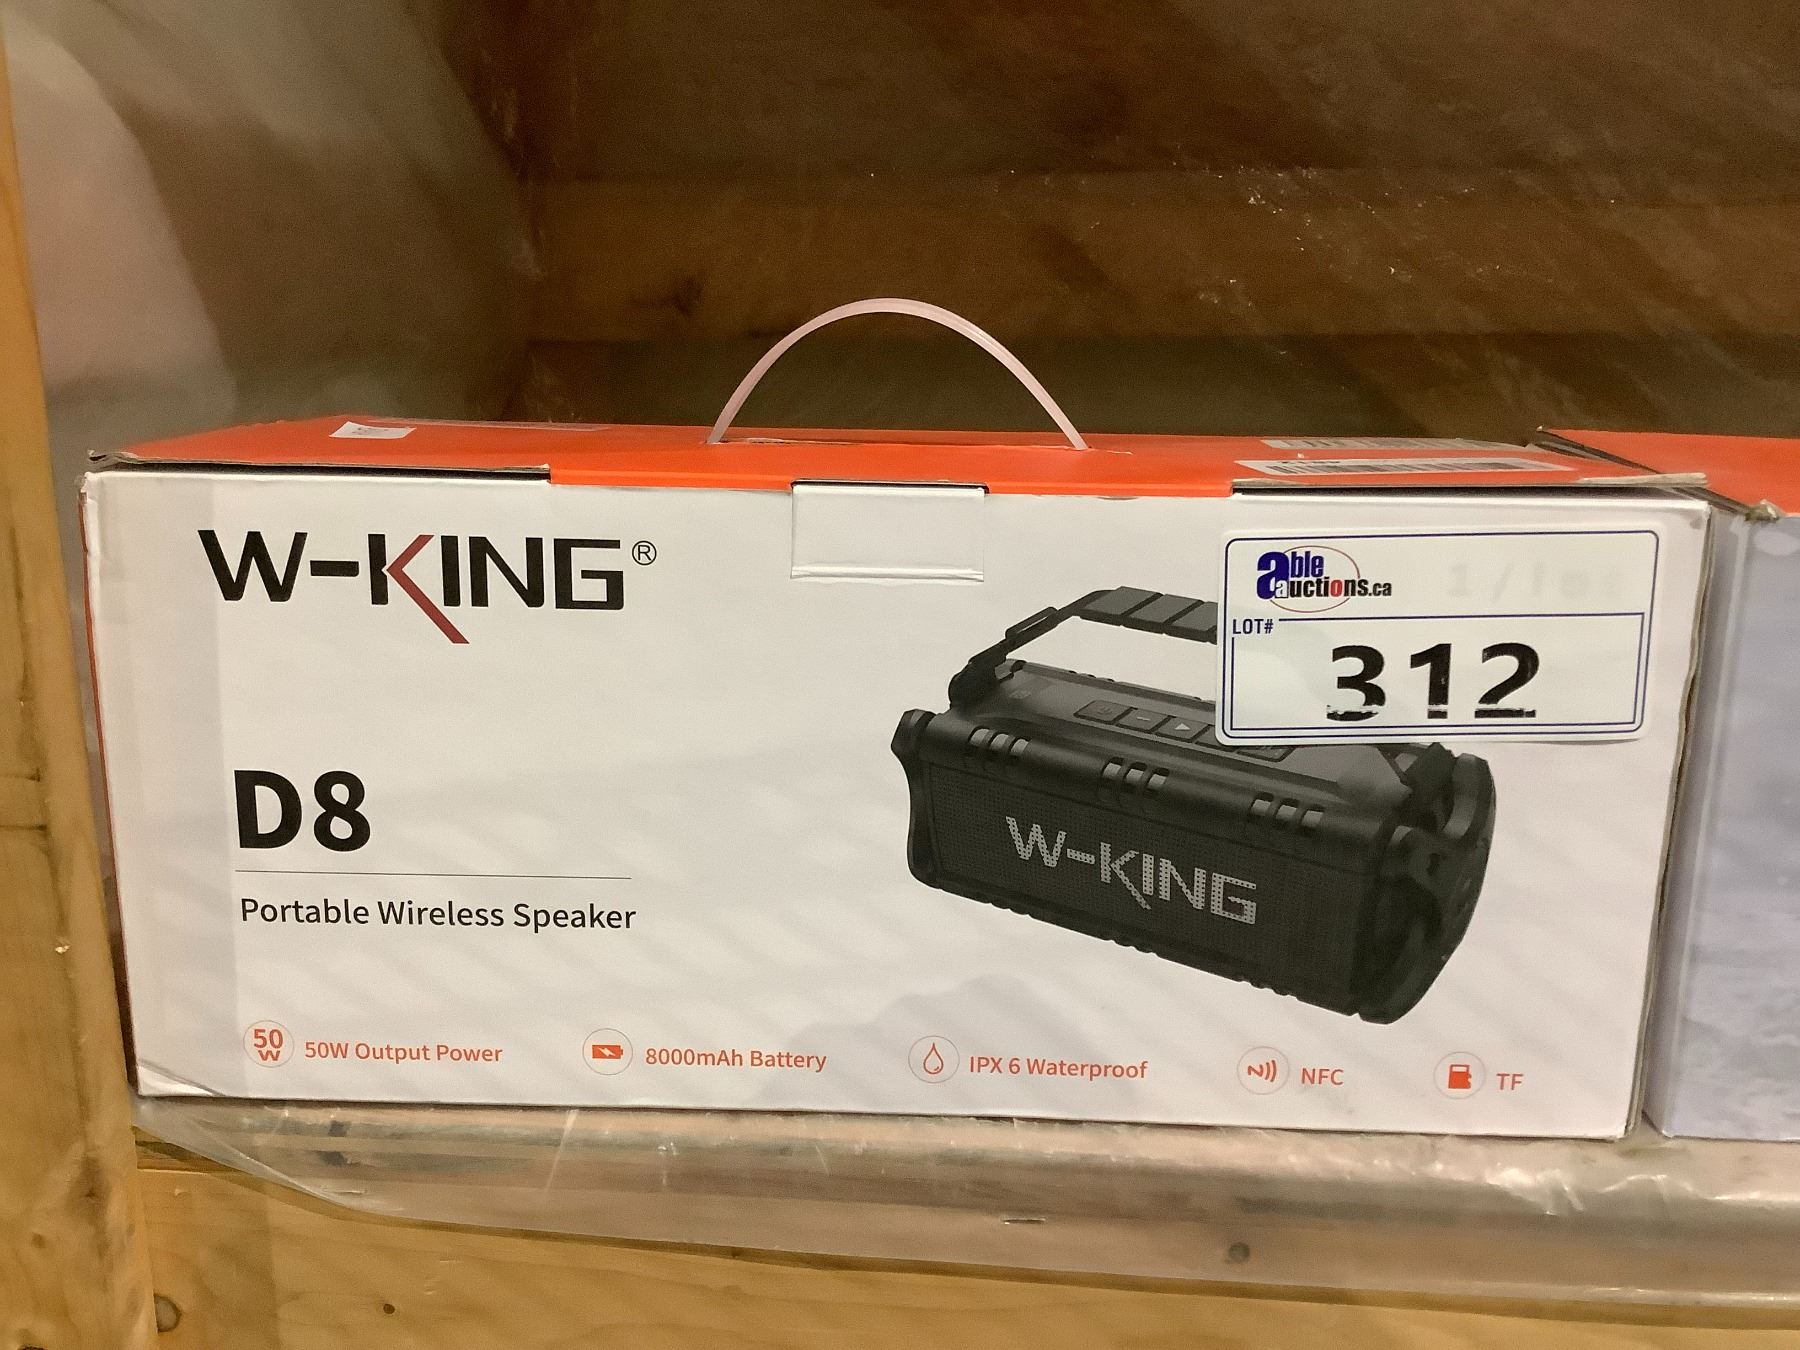 W-KING®
able auctions.ca
LOT#
312
D8
Portable Wireless Speaker
W-KING
50 W
50W Output Power
8000mAh Battery
IPX 6 Waterproof
NFC
TF